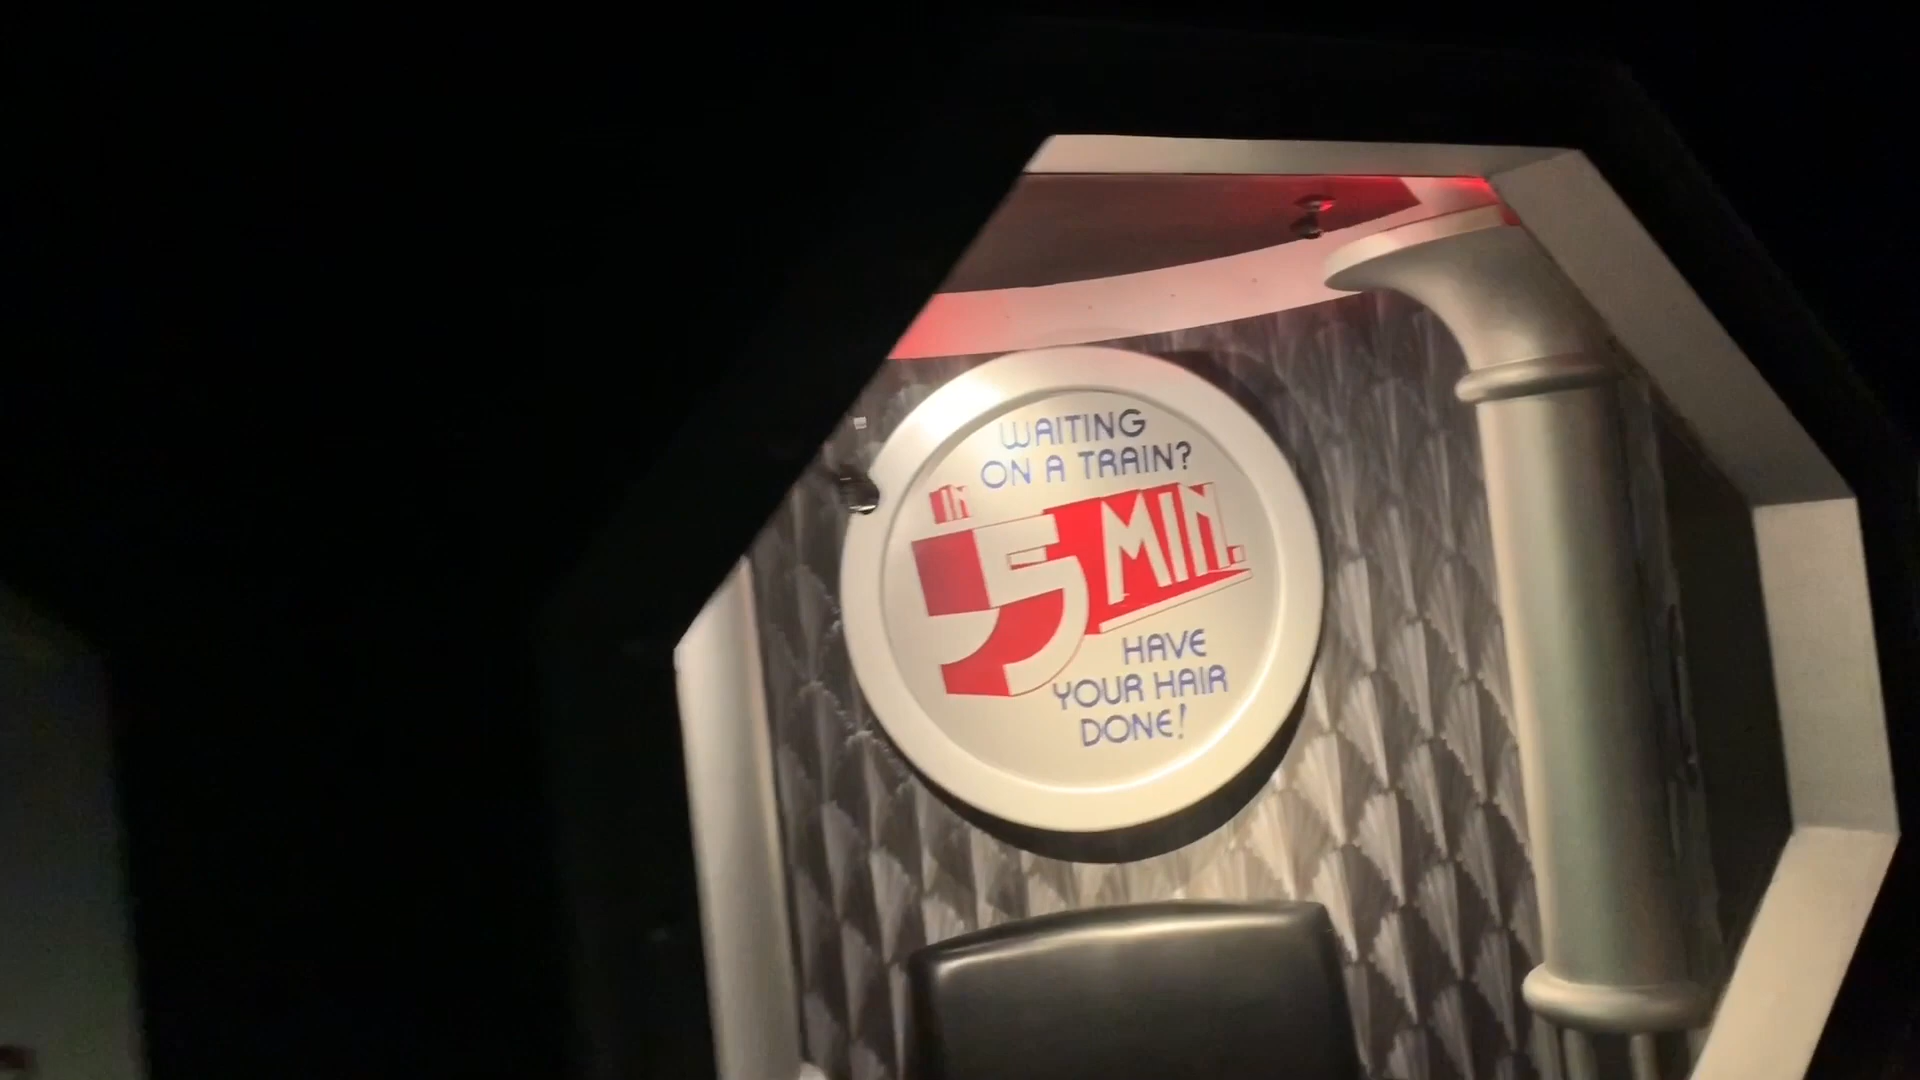 WAITING
ON A TRAIN?
IN
5 MIN.
HAVE
YOUR HAIR
DONE!